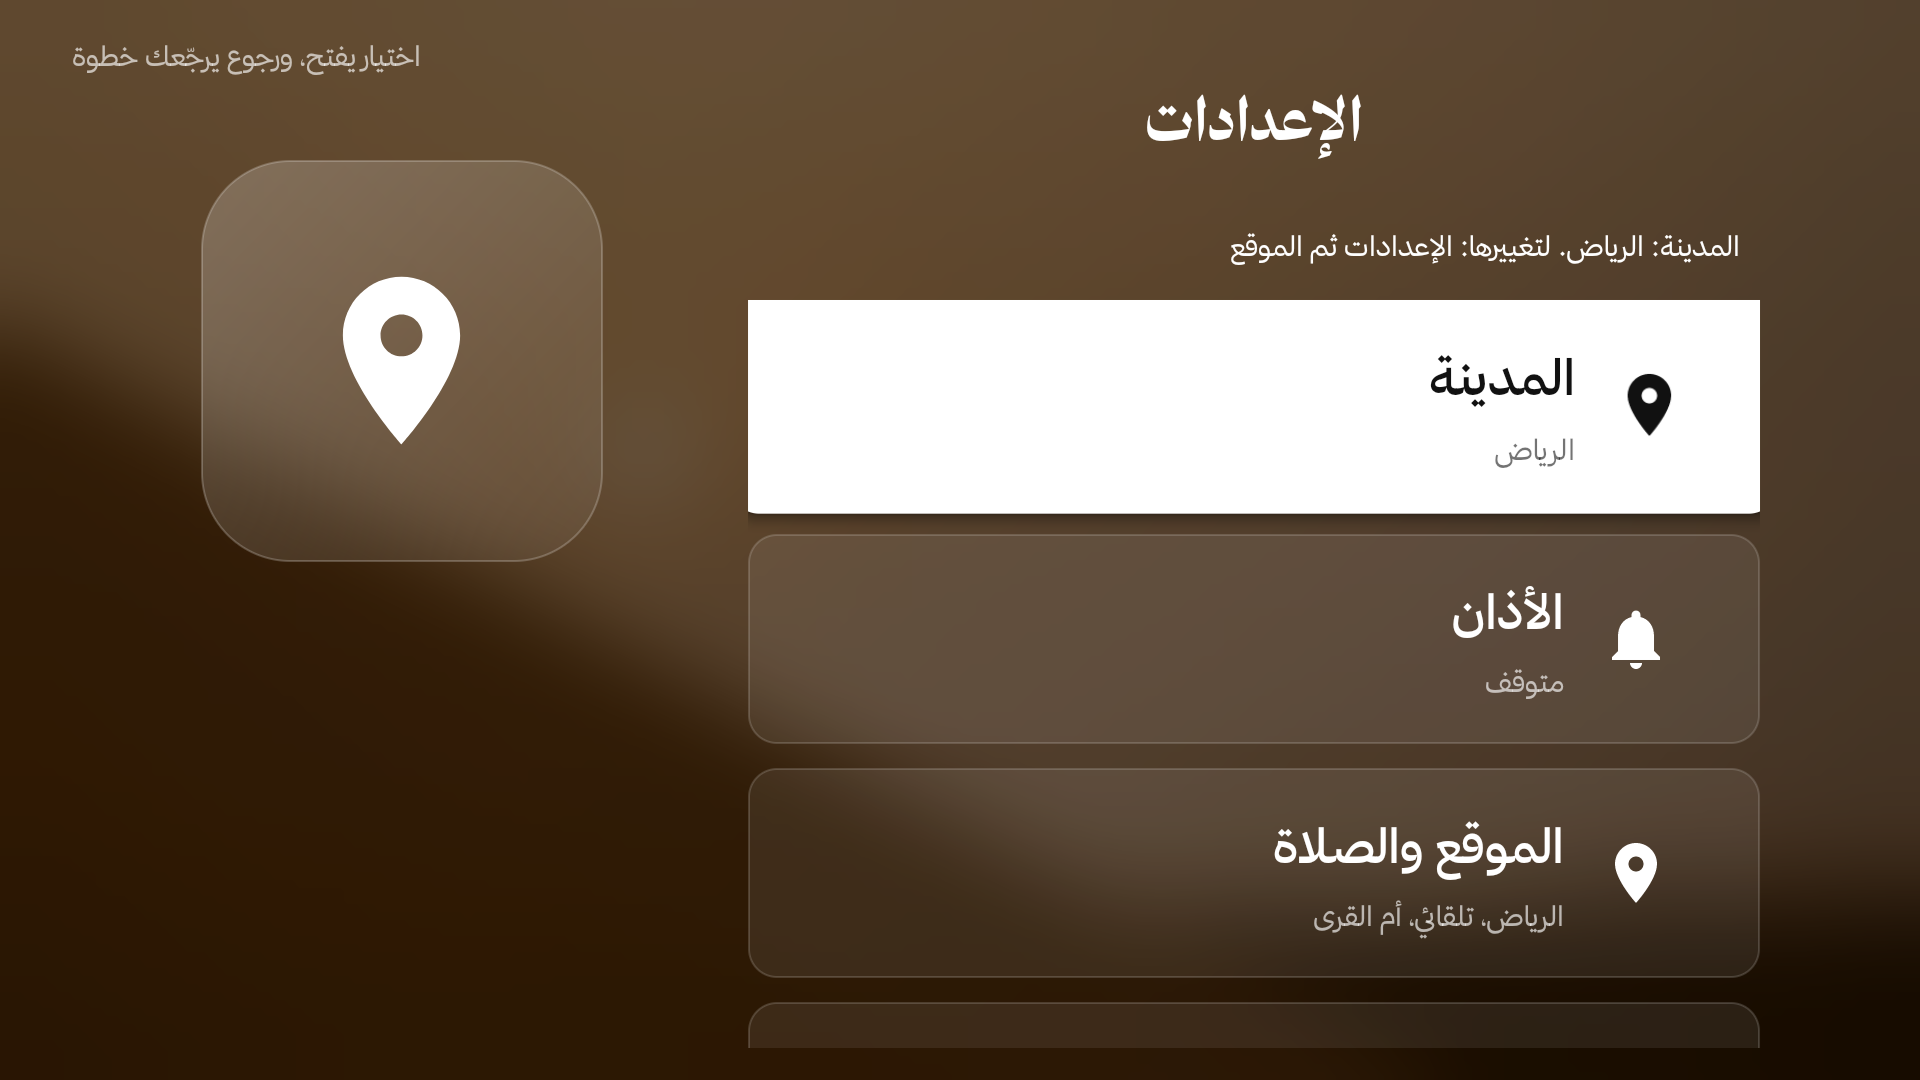 اختيار يفتح، ورجوع يرجّعك خطوة
الإعدادات
المدينة: الرياض. لتغييرها: الإعدادات ثم الموقع
المدينة
الرياض
الأذان
متوقف
الموقع والصلاة
الرياض، تلقائي، أم القرى